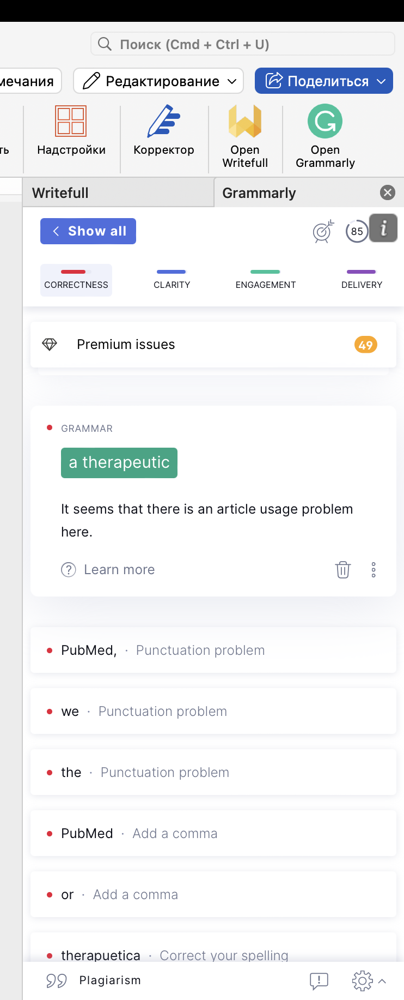 Поиск (Cmd + Ctrl + U)
мечания
Редактирование
Поделиться
ть
Надстройки
Корректор
Open
Writefull
Open
Grammarly
Writefull
Grammarly
Show all
85
i
CORRECTNESS
CLARITY
ENGAGEMENT
DELIVERY
Premium issues
49
GRAMMAR
a therapeutic
It seems that there is an article usage problem
here.
? Learn more
PubMed, · Punctuation problem
we · Punctuation problem
the · Punctuation problem
PubMed · Add a comma
or · Add a comma
therapuetica · Correct your spelling
Plagiarism